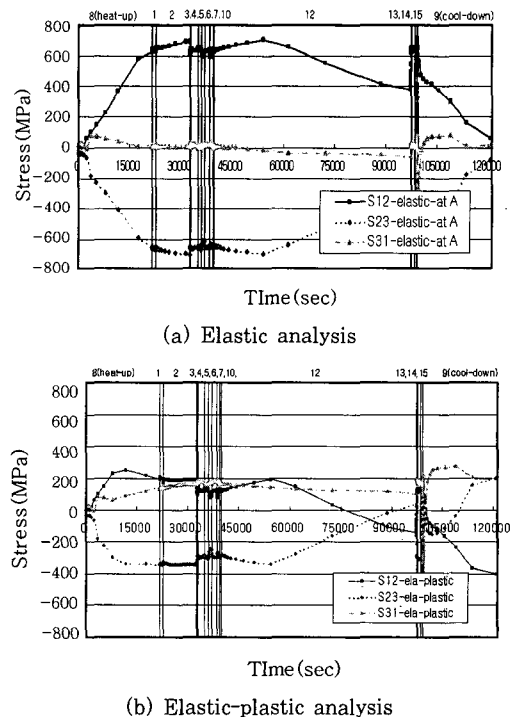 8(heat-up) 1 2 3,4,5,6,7,10 12 13,14,15 9(cool-down)
800
600
400
200
0
-200
-400
-600
-800
0 15000 30000 45000 60000 75000 90000 105000 120000
Stress(MPa)
S12-elastic-at A
S23-elastic-at A
S31-elastic-at A
TIme(sec)
(a) Elastic analysis
8(heat-up) 1 2 3,4,5,6,7,10, 12 13,14,15 9(cool-down)
800
600
400
200
0
-200
-400
-600
-800
0 15000 30000 45000 60000 75000 90000 105000 120000
Stress(MPa)
S12-ela-plastic
S23-ela-plastic
S31-ela-plastic
TIme(sec)
(b) Elastic-plastic analysis